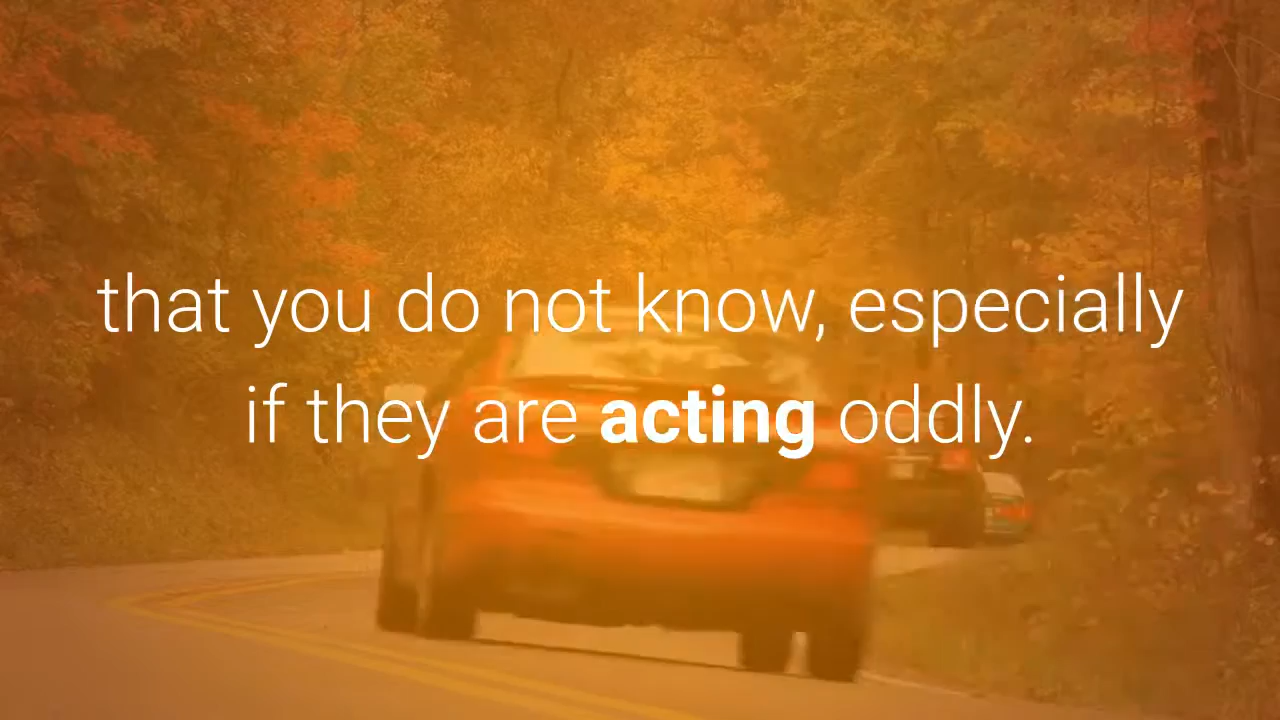 that you do not know, especially
if they are acting oddly.